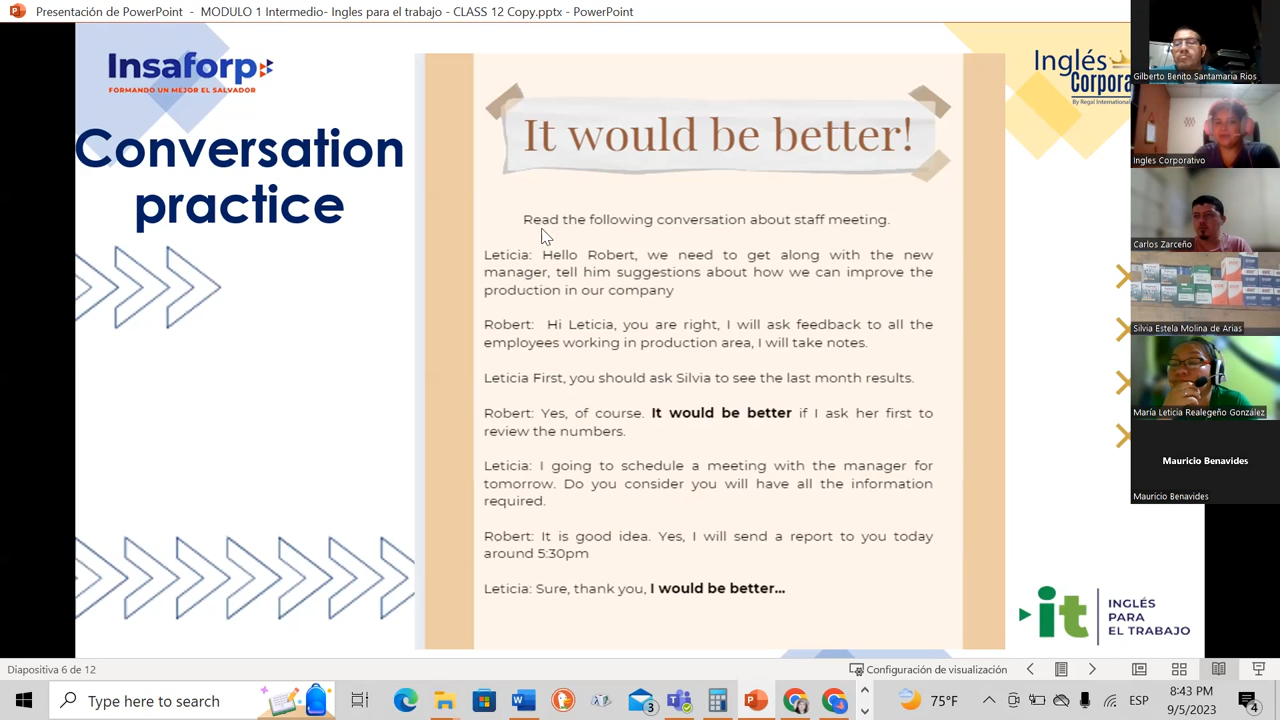 Presentación de PowerPoint - MODULO 1 Intermedio- Ingles para el trabajo - CLASS 12 Copy.pptx - PowerPoint
Insaforp
FORMANDO UN MEJOR EL SALVADOR
Conversation
practice
It would be better!
Read the following conversation about staff meeting.
Leticia: Hello Robert, we need to get along with the new
manager, tell him suggestions about how we can improve the
production in our company
Robert: Hi Leticia, you are right, I will ask feedback to all the
employees working in production area, I will take notes.
Leticia First, you should ask Silvia to see the last month results.
Robert: Yes, of course. It would be better if I ask her first to
review the numbers.
Leticia: I going to schedule a meeting with the manager for
tomorrow. Do you consider you will have all the information
required.
Robert: It is good idea. Yes, I will send a report to you today
around 5:30pm
Leticia: Sure, thank you, I would be better...
Inglés
Corpora
By Regal International
it
INGLÉS
PARA
EL TRABAJO
Gilberto Benito Santamaria Rios
Ingles Corporativo
Carlos Zarceño
Silvia Estela Molina de Arias
María Leticia Realegeño González
Mauricio Benavides
Mauricio Benavides
Diapositiva 6 de 12
Configuración de visualización
Type here to search
3
75°F
ESP
8:43 PM
9/5/2023
4